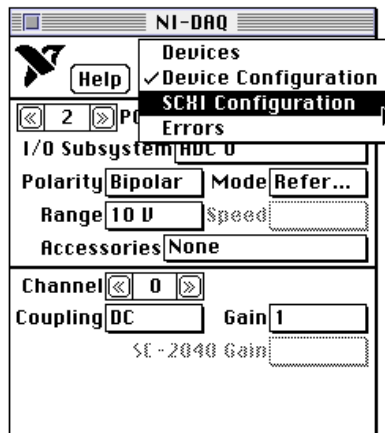 NI-DAQ
Devices
Help ✓Device Configuration
SCXI Configuration
2
Errors
I/O Subsystem ADC 0
Polarity Bipolar Mode Refer...
Range 10 V Speed
Accessories None
Channel 0
Coupling DC Gain 1
SC-2040 Gain